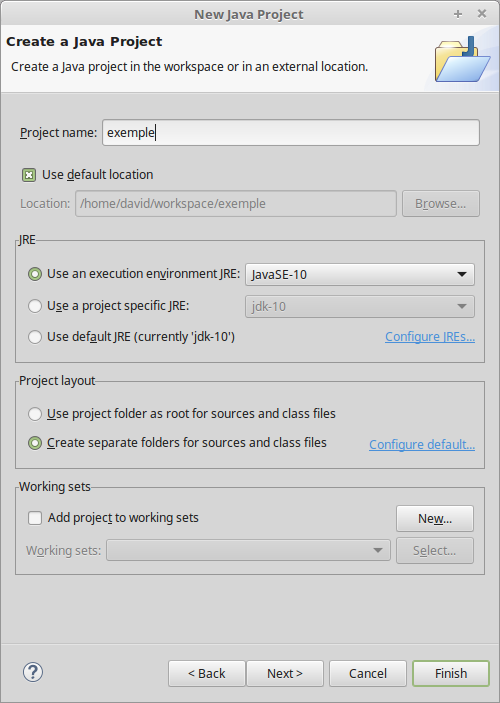 New Java Project
Create a Java Project
Create a Java project in the workspace or in an external location.
Project name: exemple
Use default location
Location: /home/david/workspace/exemple Browse...
JRE
Use an execution environment JRE: JavaSE-10
Use a project specific JRE: jdk-10
Use default JRE (currently 'jdk-10') Configure JREs...
Project layout
Use project folder as root for sources and class files
Create separate folders for sources and class files Configure default...
Working sets
Add project to working sets New...
Working sets: Select...
? < Back Next > Cancel Finish